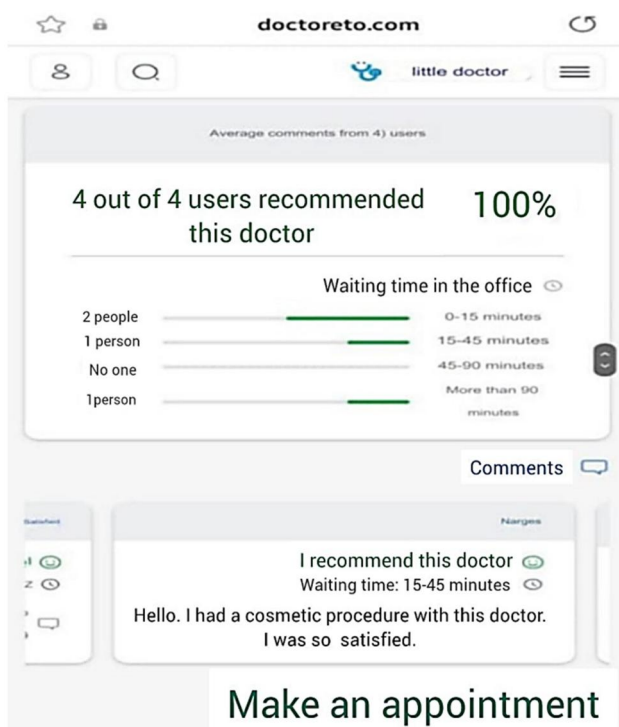 doctoreto.com
little doctor
Average comments from 4) users
4 out of 4 users recommended
this doctor
100%
Waiting time in the office
2 people 0-15 minutes
1 person 15-45 minutes
No one 45-90 minutes
1person More than 90
minutes
Comments
Satisfied
Narges
I recommend this doctor
Waiting time: 15-45 minutes
Hello. I had a cosmetic procedure with this doctor.
I was so satisfied.
Make an appointment